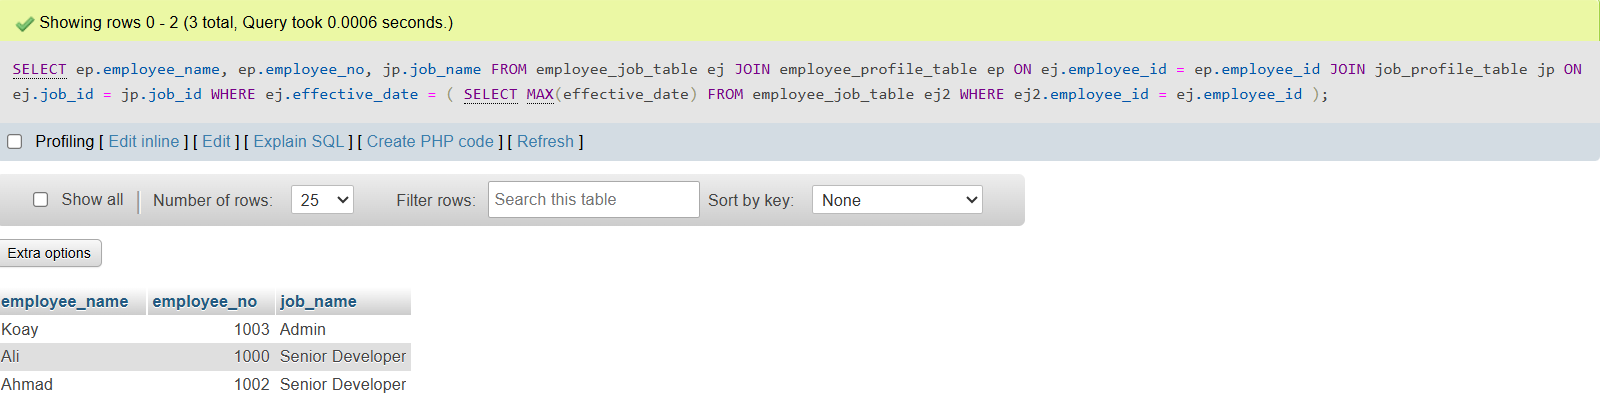 Showing rows 0 - 2 (3 total, Query took 0.0006 seconds.)
SELECT ep.employee_name, ep.employee_no, jp.job_name FROM employee_job_table ej JOIN employee_profile_table ep ON ej.employee_id = ep.employee_id JOIN job_profile_table jp ON
ej.job_id = jp.job_id WHERE ej.effective_date = ( SELECT MAX(effective_date) FROM employee_job_table ej2 WHERE ej2.employee_id = ej.employee_id );
Profiling [ Edit inline ] [ Edit ] [ Explain SQL ] [ Create PHP code ] [ Refresh ]
Show all | Number of rows: 25 Filter rows: Search this table Sort by key: None
Extra options
employee_name employee_no job_name
Koay 1003 Admin
Ali 1000 Senior Developer
Ahmad 1002 Senior Developer